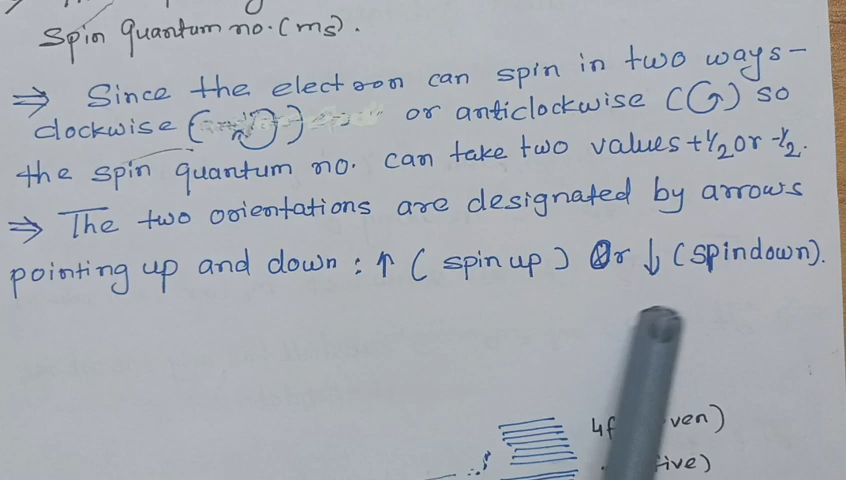 Spin Quantum no. (ms).
⇒ Since the electron can spin in two ways –
clockwise (↻) or anticlockwise (↺) so
the spin quantum no. can take two values +1/2 or -1/2.
⇒ The two orientations are designated by arrows
pointing up and down : ↑ ( spin up ) Or ↓ (spindown).
4f ven)
ive)